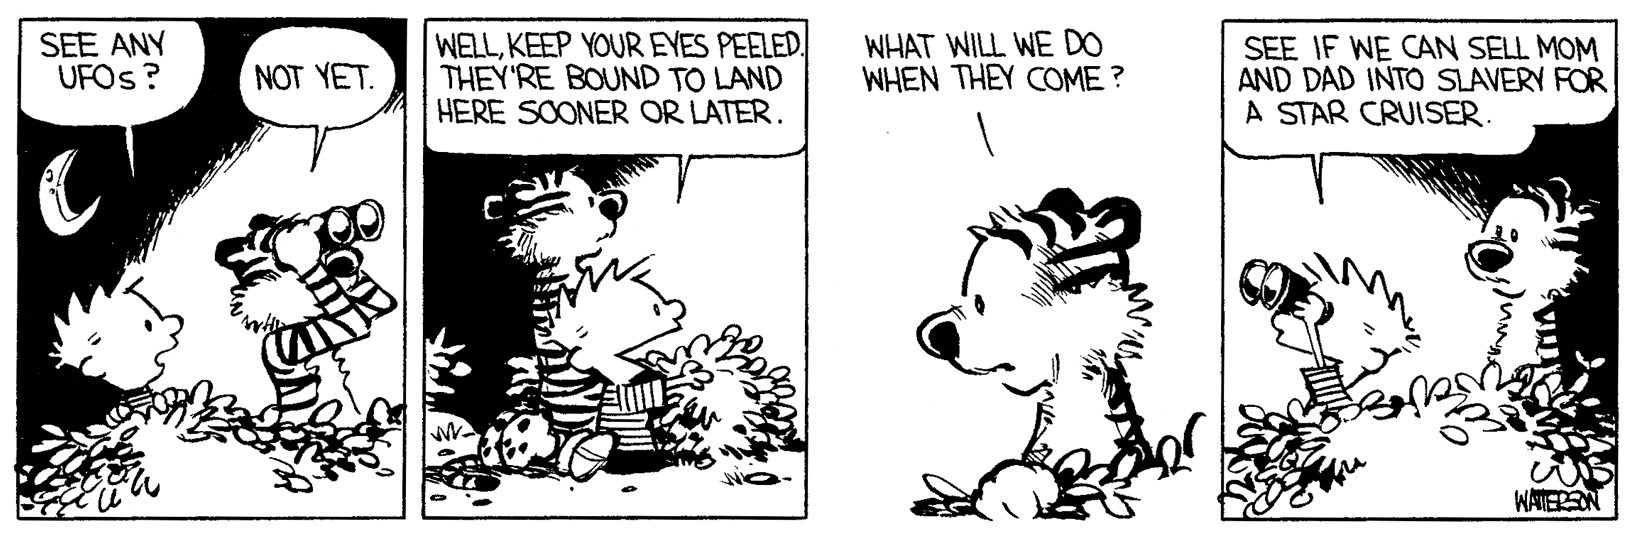 SEE ANY
UFOs?
NOT YET.
WELL, KEEP YOUR EYES PEELED.
THEY'RE BOUND TO LAND
HERE SOONER OR LATER.
WHAT WILL WE DO
WHEN THEY COME?
SEE IF WE CAN SELL MOM
AND DAD INTO SLAVERY FOR
A STAR CRUISER.
WATTERSON